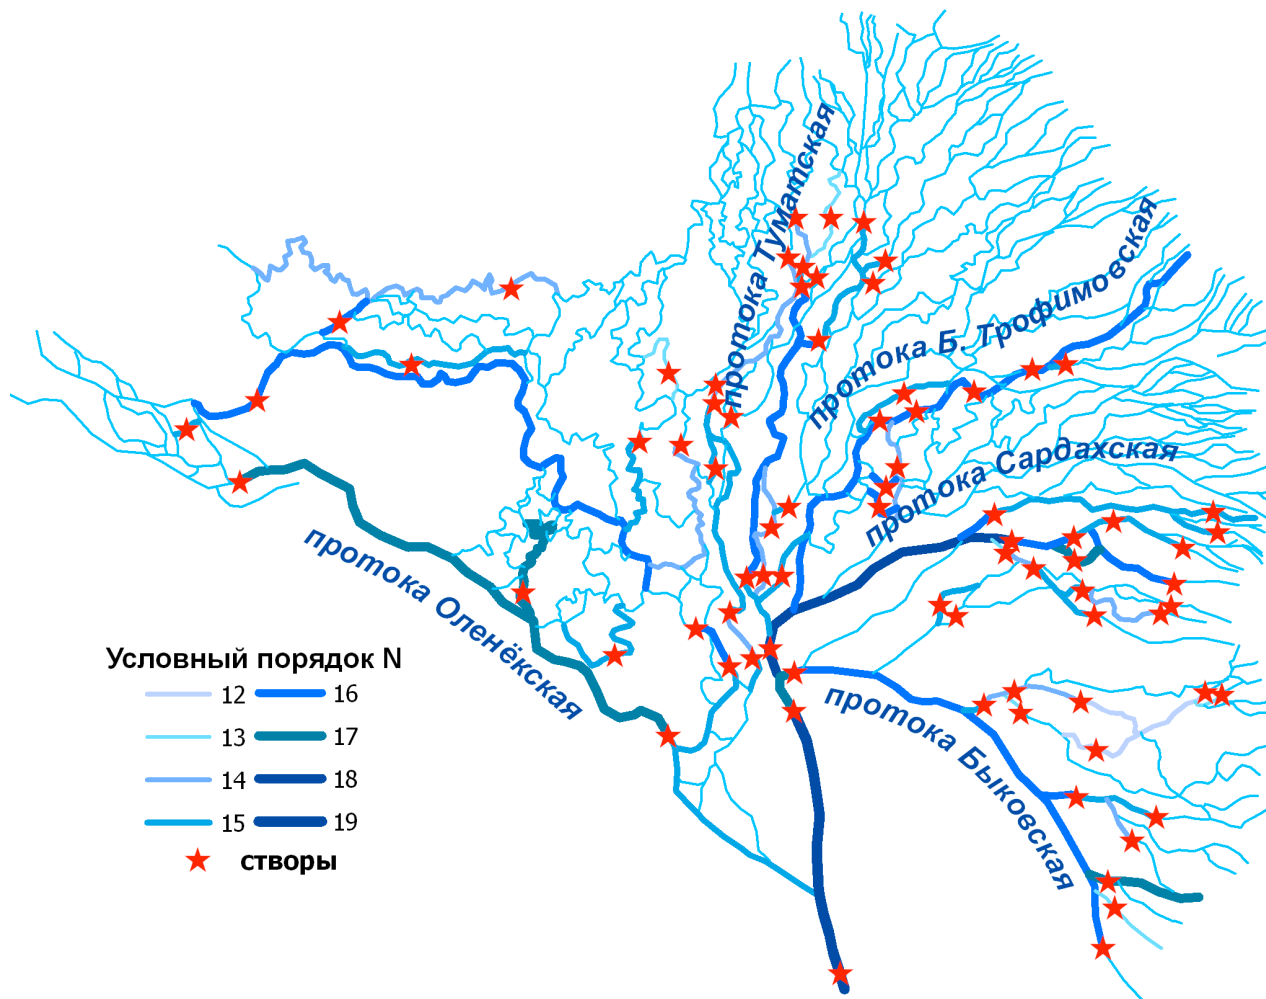 протока Туматская
протока Б. Трофимовская
протока Сардахская
протока Оленёкская
протока Быковская
Условный порядок N
12 16
13 17
14 18
15 19
створы